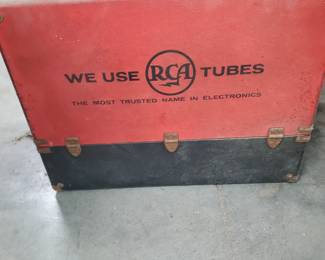 WE USE RCA TUBES
THE MOST TRUSTED NAME IN ELECTRONICS